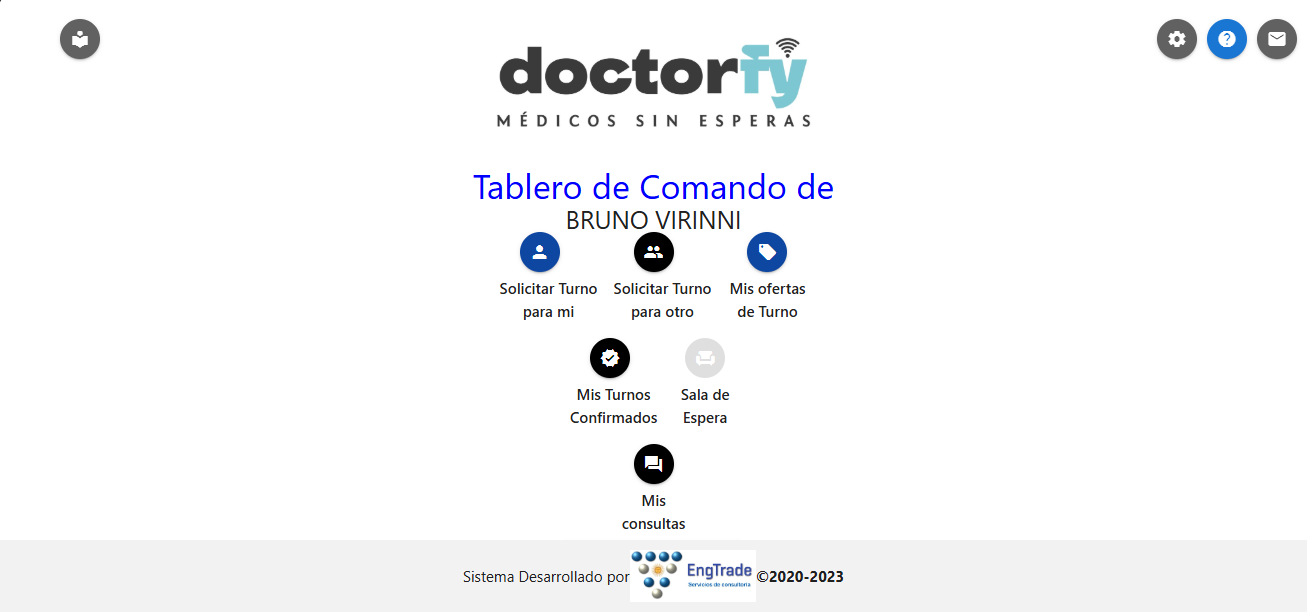 doctorfy
MÉDICOS SIN ESPERAS
Tablero de Comando de
BRUNO VIRINNI
Solicitar Turno
para mi
Solicitar Turno
para otro
Mis ofertas
de Turno
Mis Turnos
Confirmados
Sala de
Espera
Mis
consultas
Sistema Desarrollado por
EngTrade
Servicios de consultoría
©2020-2023